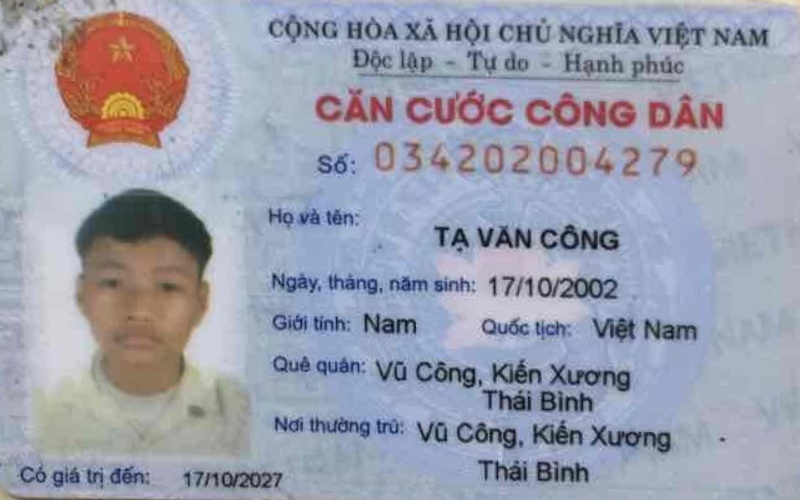 CỘNG HÒA XÃ HỘI CHỦ NGHĨA VIỆT NAM
Độc lập - Tự do - Hạnh phúc
CĂN CƯỚC CÔNG DÂN
Số: 034202004279
Họ và tên:
TẠ VĂN CÔNG
Ngày, tháng, năm sinh: 17/10/2002
Giới tính: Nam Quốc tịch: Việt Nam
Quê quán: Vũ Công, Kiến Xương
Thái Bình
Nơi thường trú: Vũ Công, Kiến Xương
Thái Bình
Có giá trị đến: 17/10/2027